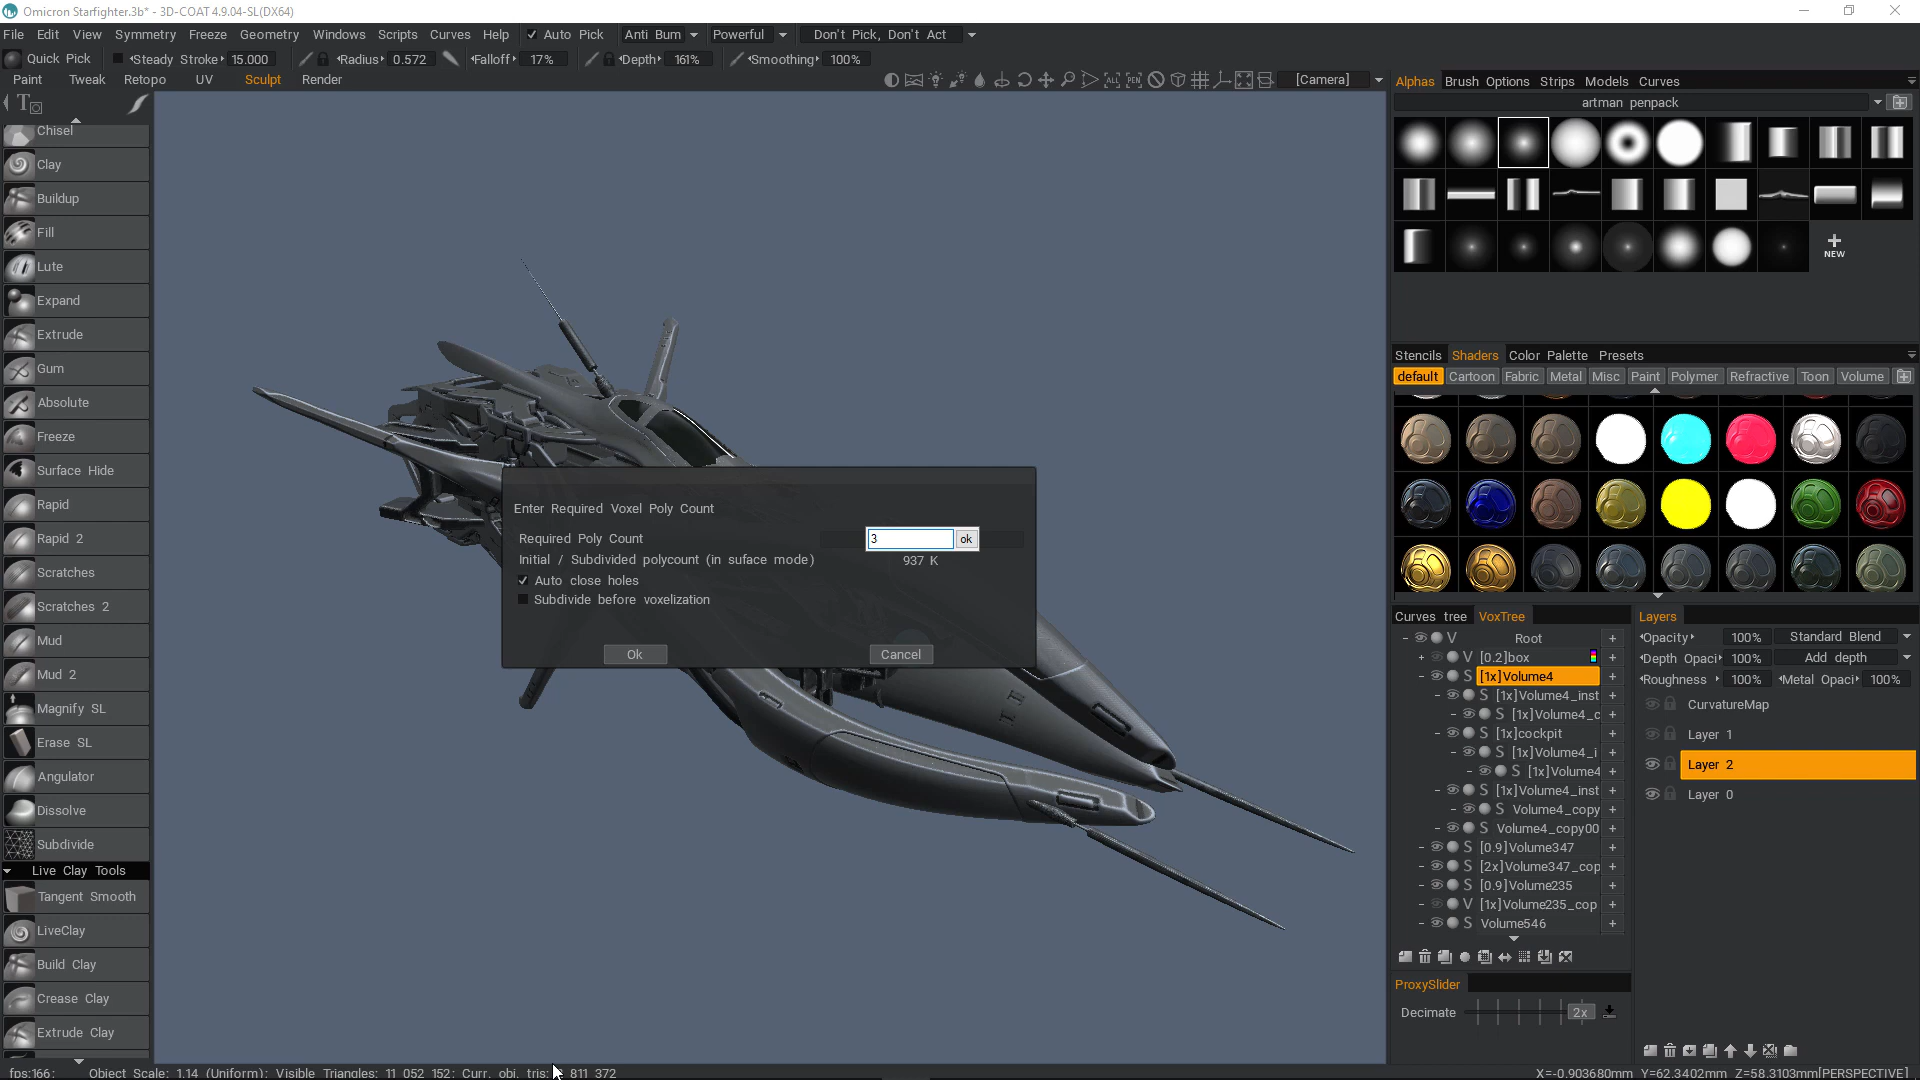 Omicron Starfighter.3b* - 3D-COAT 4.9.04-SL(DX64)
File Edit View Symmetry Freeze Geometry Windows Scripts Curves Help Auto Pick Anti Bum Powerful Don't Pick, Don't Act
Quick Pick Steady Stroke 15.000 Radius 0.572 Falloff 17% Depth 161% Smoothing 100%
Paint Tweak Retopo UV Sculpt Render [Camera]
Chisel
Clay
Buildup
Fill
Lute
Expand
Extrude
Gum
Absolute
Freeze
Surface Hide
Rapid
Rapid 2
Scratches
Scratches 2
Mud
Mud 2
Magnify SL
Erase SL
Angulator
Dissolve
Subdivide
Live Clay Tools
Tangent Smooth
LiveClay
Build Clay
Crease Clay
Extrude Clay
Enter Required Voxel Poly Count
Required Poly Count 3 ok
Initial / Subdivided polycount (in suface mode) 937 K
Auto close holes
Subdivide before voxelization
Ok Cancel
Alphas Brush Options Strips Models Curves
artman penpack
NEW
Stencils Shaders Color Palette Presets
default Cartoon Fabric Metal Misc Paint Polymer Refractive Toon Volume
Curves tree VoxTree
V Root +
+ V [0.2]box +
- S [1x]Volume4 +
- S [1x]Volume4_inst +
- S [1x]Volume4_c +
- S [1x]cockpit +
- S [1x]Volume4_i +
- S [1x]Volume4 +
- S [1x]Volume4_inst +
- S Volume4_copy +
- S Volume4_copy00 +
- S [0.9]Volume347 +
- S [2x]Volume347_cop +
- S [0.9]Volume235 +
- V [1x]Volume235_cop +
- S Volume546 +
ProxySlider
Decimate 2x
Layers
Opacity 100% Standard Blend
Depth Opaci 100% Add depth
Roughness 100% Metal Opaci 100%
CurvatureMap
Layer 1
Layer 2
Layer 0
fps:166; Object Scale: 1.14 (Uniform); Visible Triangles: 11 052 152; Curr. obj. tris: 811 372
X=-0.903680mm Y=62.3402mm Z=58.3103mm[PERSPECTIVE]